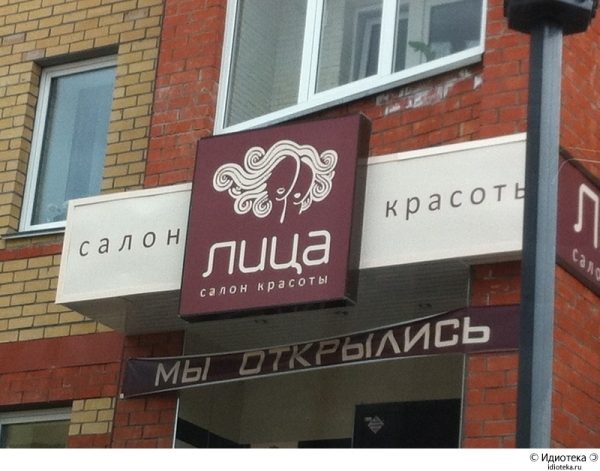 салон красоты
лица
салон красоты
МЫ ОТКРЫЛИСЬ
© Идиотека
idioteka.ru